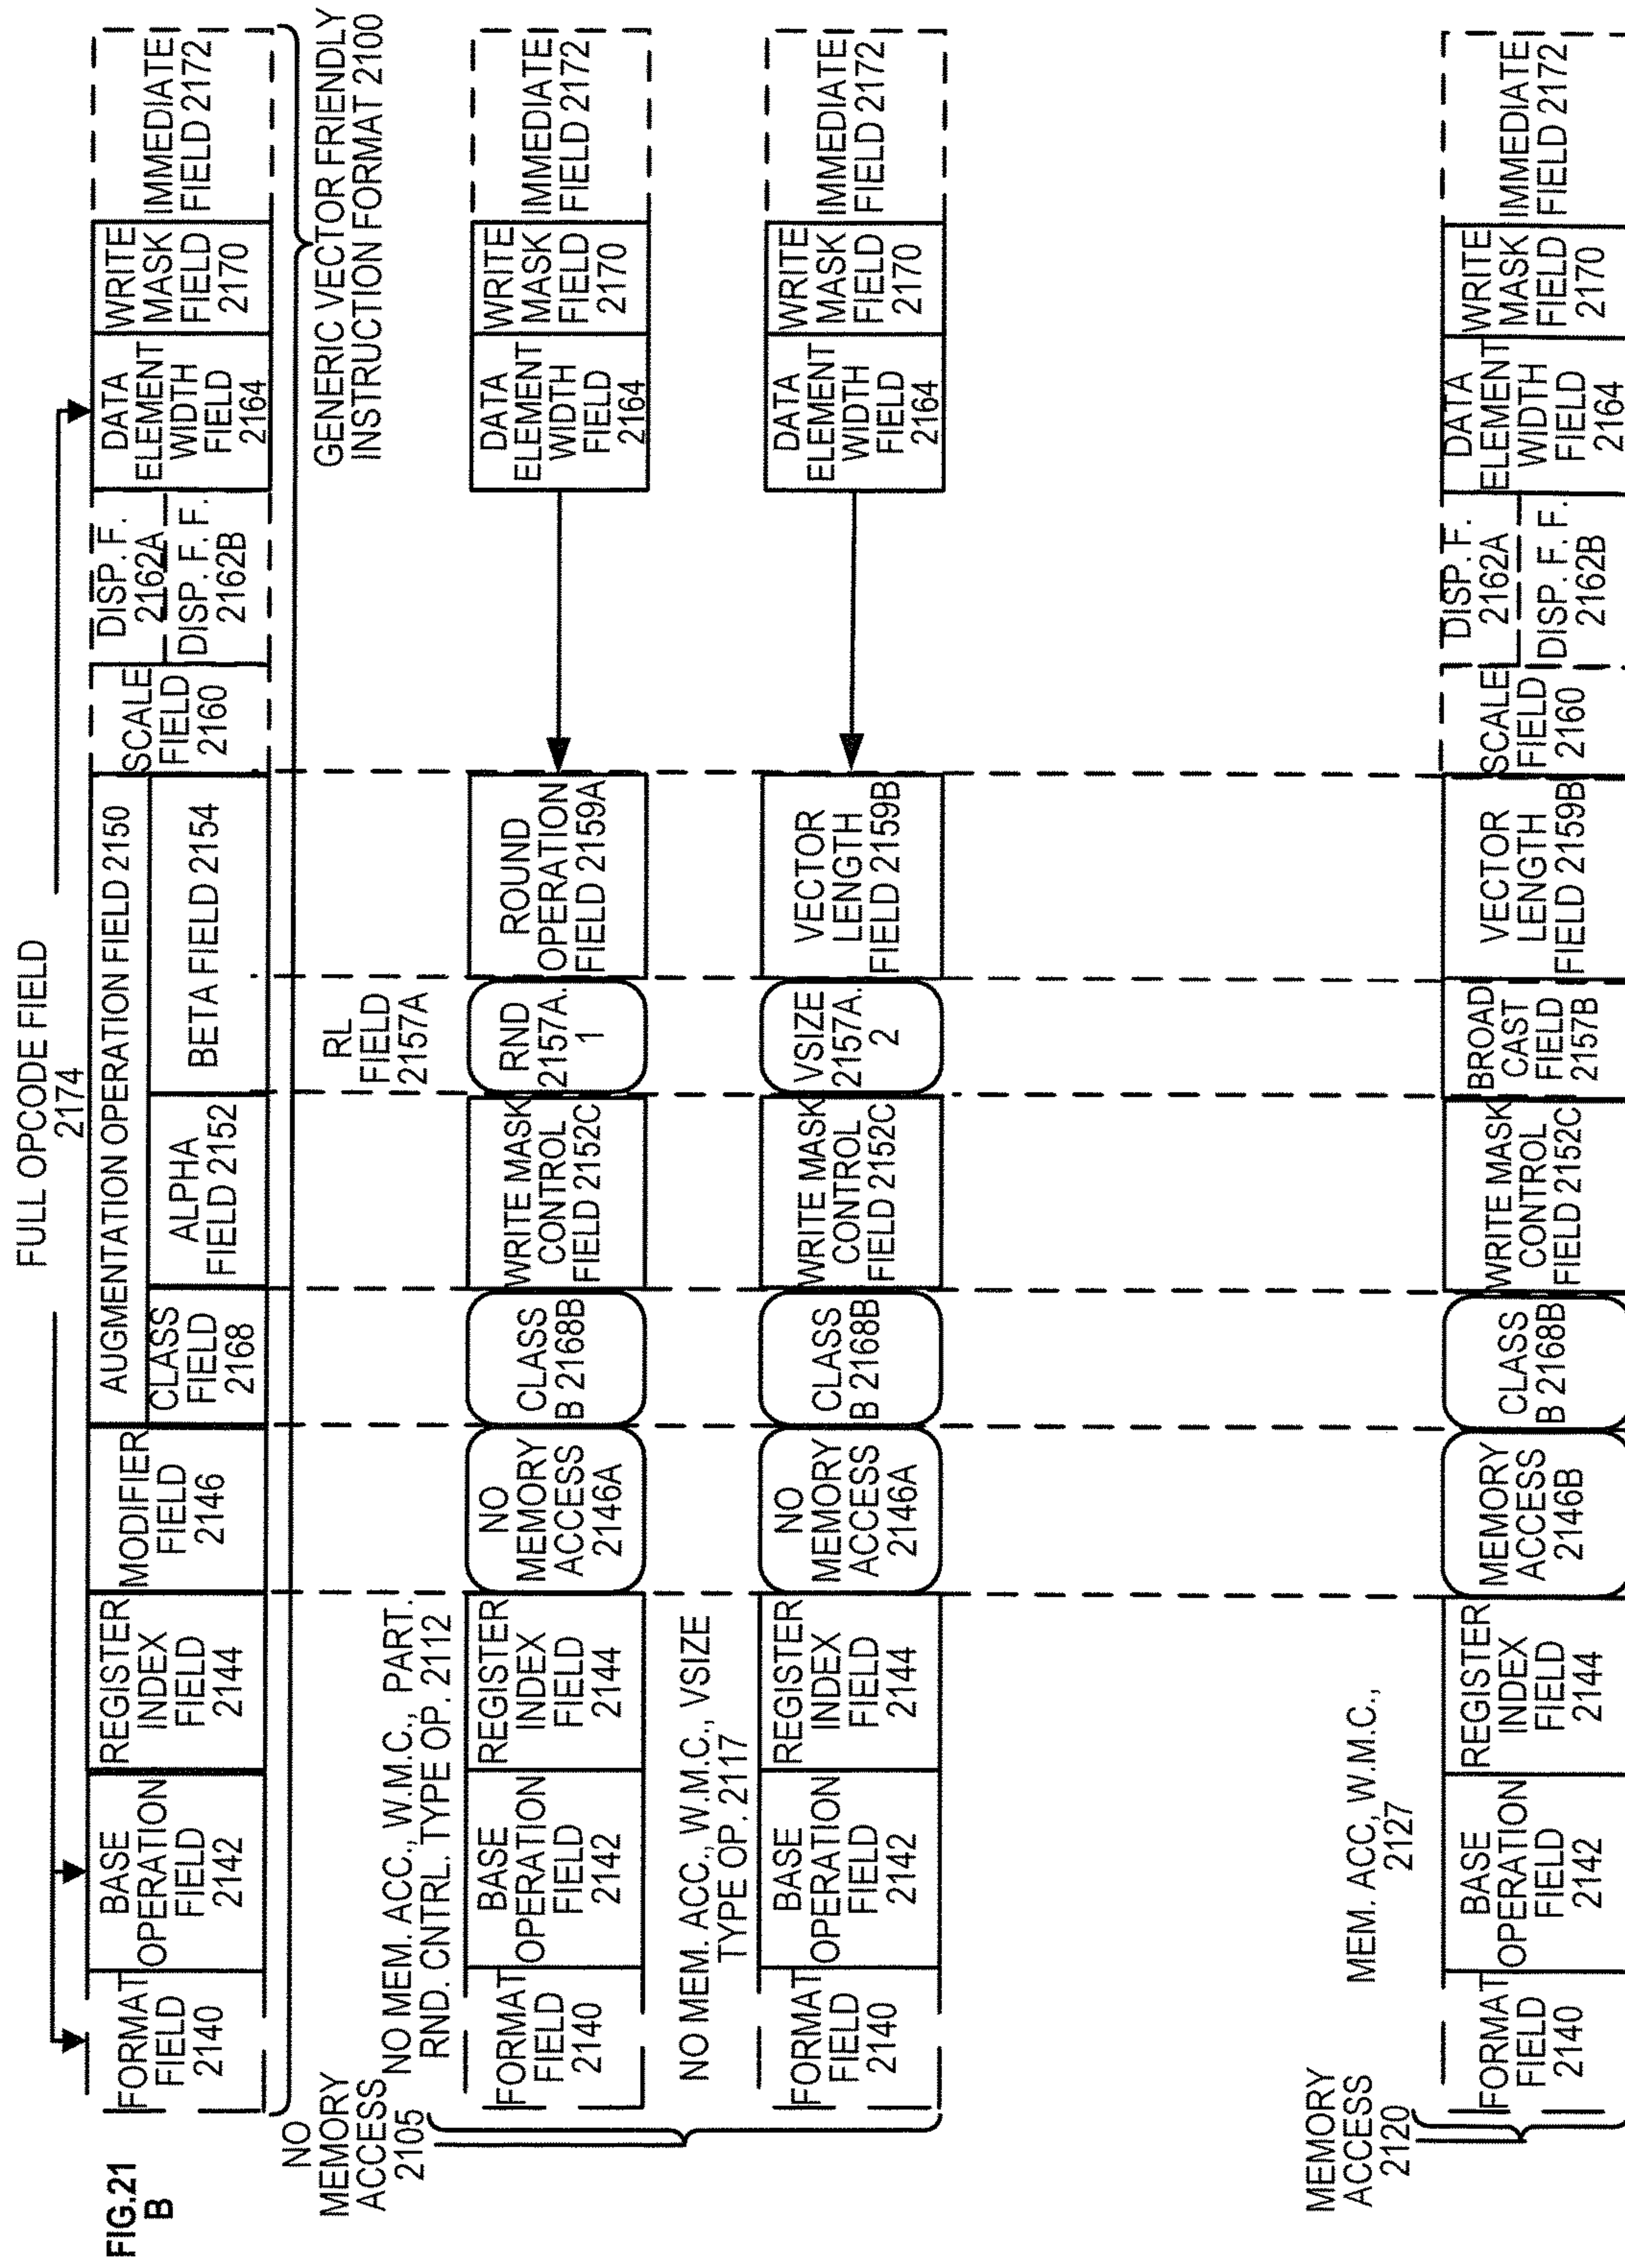 FIG.21
B
FULL OPCODE FIELD
2174
FORMAT
FIELD
2140
BASE
OPERATION
FIELD
2142
REGISTER
INDEX
FIELD
2144
MODIFIER
FIELD
2146
AUGMENTATION OPERATION FIELD 2150
CLASS
FIELD
2168
ALPHA
FIELD 2152
BETA FIELD 2154
SCALE
FIELD
2160
DISP. F.
2162A
DISP. F. F.
2162B
DATA
ELEMENT
WIDTH
FIELD
2164
WRITE
MASK
FIELD
2170
IMMEDIATE
FIELD 2172
GENERIC VECTOR FRIENDLY
INSTRUCTION FORMAT 2100
NO
MEMORY
ACCESS
2105
NO MEM. ACC., W.M.C., PART.
RND. CNTRL. TYPE OP. 2112
RL
FIELD
2157A
FORMAT
FIELD
2140
BASE
OPERATION
FIELD
2142
REGISTER
INDEX
FIELD
2144
NO
MEMORY
ACCESS
2146A
CLASS
B 2168B
WRITE MASK
CONTROL
FIELD 2152C
RND
2157A.
1
ROUND
OPERATION
FIELD 2159A
DATA
ELEMENT
WIDTH
FIELD
2164
WRITE
MASK
FIELD
2170
IMMEDIATE
FIELD 2172
NO MEM. ACC., W.M.C., VSIZE
TYPE OP. 2117
FORMAT
FIELD
2140
BASE
OPERATION
FIELD
2142
REGISTER
INDEX
FIELD
2144
NO
MEMORY
ACCESS
2146A
CLASS
B 2168B
WRITE MASK
CONTROL
FIELD 2152C
VSIZE
2157A.
2
VECTOR
LENGTH
FIELD 2159B
DATA
ELEMENT
WIDTH
FIELD
2164
WRITE
MASK
FIELD
2170
IMMEDIATE
FIELD 2172
MEMORY
ACCESS
2120
MEM. ACC, W.M.C.,
2127
FORMAT
FIELD
2140
BASE
OPERATION
FIELD
2142
REGISTER
INDEX
FIELD
2144
MEMORY
ACCESS
2146B
CLASS
B 2168B
WRITE MASK
CONTROL
FIELD 2152C
BROAD
CAST
FIELD
2157B
VECTOR
LENGTH
FIELD 2159B
SCALE
FIELD
2160
DISP. F.
2162A
DISP. F. F.
2162B
DATA
ELEMENT
WIDTH
FIELD
2164
WRITE
MASK
FIELD
2170
IMMEDIATE
FIELD 2172